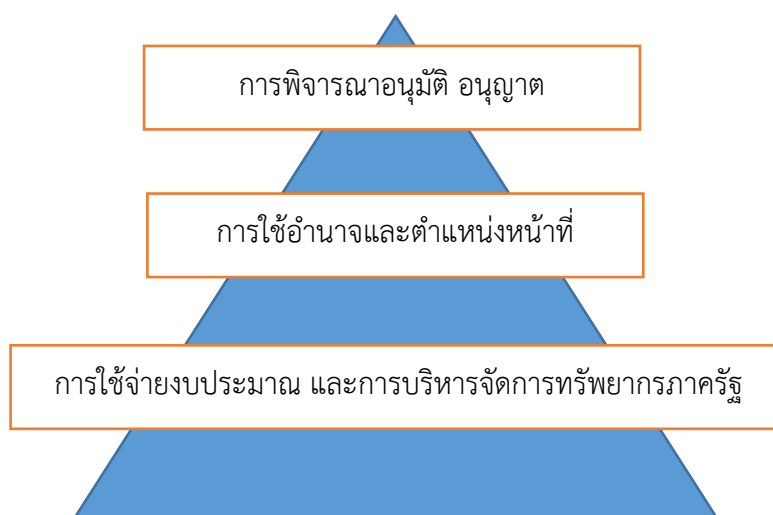 การพิจารณาอนุมัติ อนุญาต
การใช้อำนาจและตำแหน่งหน้าที่
การใช้จ่ายงบประมาณ และการบริหารจัดการทรัพยากรภาครัฐ